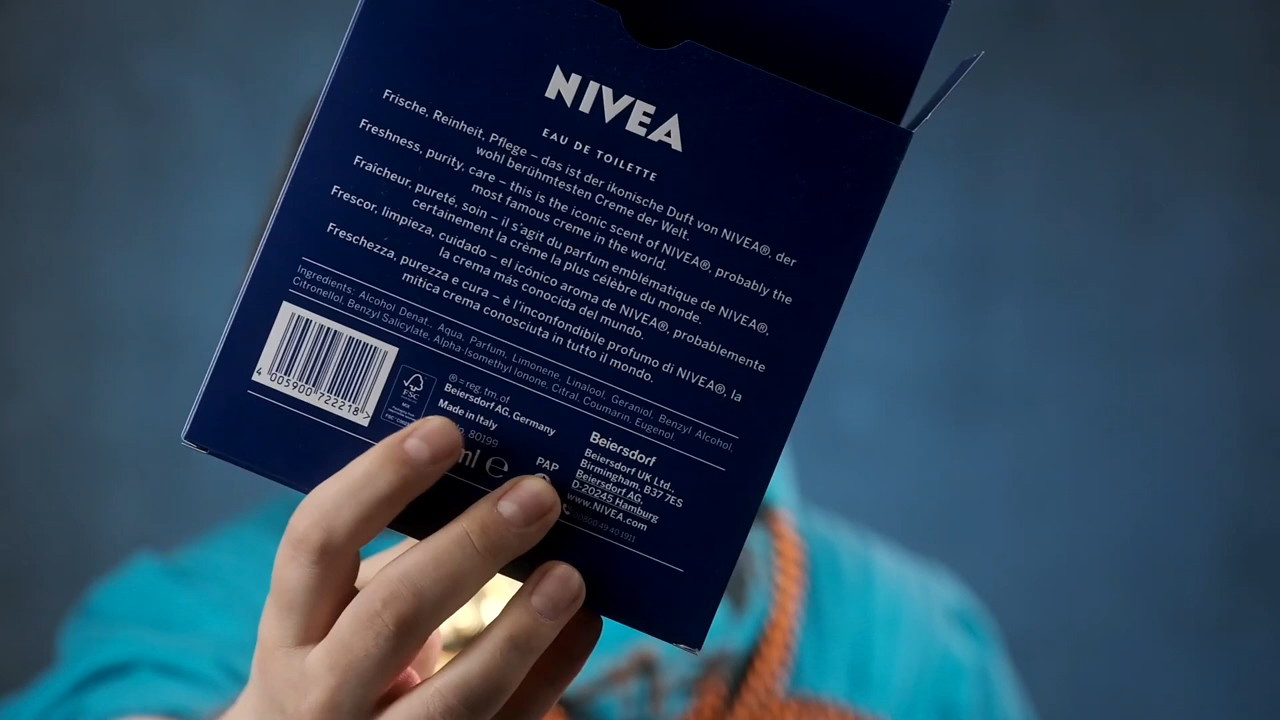 NIVEA
EAU DE TOILETTE
Frische, Reinheit, Pflege – das ist der ikonische Duft von NIVEA®, der
wohl berühmtesten Creme der Welt.
Freshness, purity, care – this is the iconic scent of NIVEA®, probably the
most famous creme in the world.
Fraîcheur, pureté, soin – il s'agit du parfum emblématique de NIVEA®,
certainement la crème la plus célèbre du monde.
Frescor, limpieza, cuidado – el icónico aroma de NIVEA®, probablemente
la crema más conocida del mundo.
Freschezza, purezza e cura – è l'inconfondibile profumo di NIVEA®, la
mitica crema conosciuta in tutto il mondo.
Ingredients: Alcohol Denat., Aqua, Parfum, Limonene, Linalool, Geraniol, Benzyl Alcohol,
Citronellol, Benzyl Salicylate, Alpha-Isomethyl Ionone, Citral, Coumarin, Eugenol.
4 005900 722218 >
FSC
MIX
®=reg. tm. of
Beiersdorf AG, Germany
Made in Italy
80199
ml ℮
PAP
Beiersdorf
Beiersdorf UK Ltd.,
Birmingham, B37 7ES
Beiersdorf AG,
D-20245 Hamburg
www.NIVEA.com
00800 49 40 1911